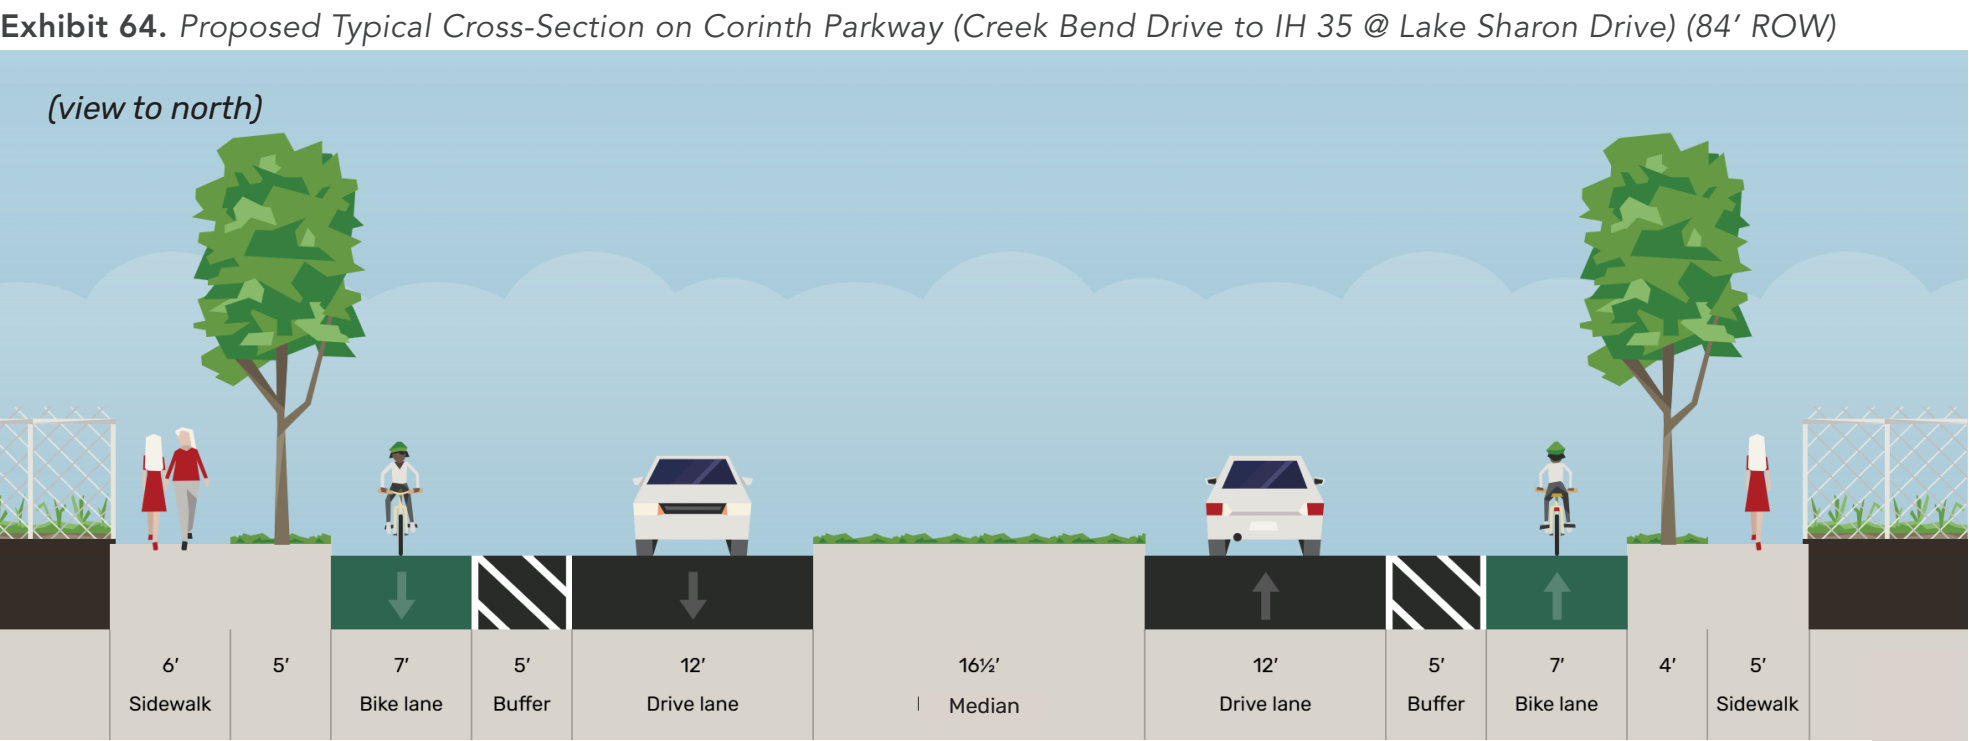 Exhibit 64. Proposed Typical Cross-Section on Corinth Parkway (Creek Bend Drive to IH 35 @ Lake Sharon Drive) (84’ ROW)
(view to north)
6’ 5’ 7’ 5’ 12’ 16½’ 12’ 5’ 7’ 4’ 5’
Sidewalk Bike lane Buffer Drive lane Median Drive lane Buffer Bike lane Sidewalk